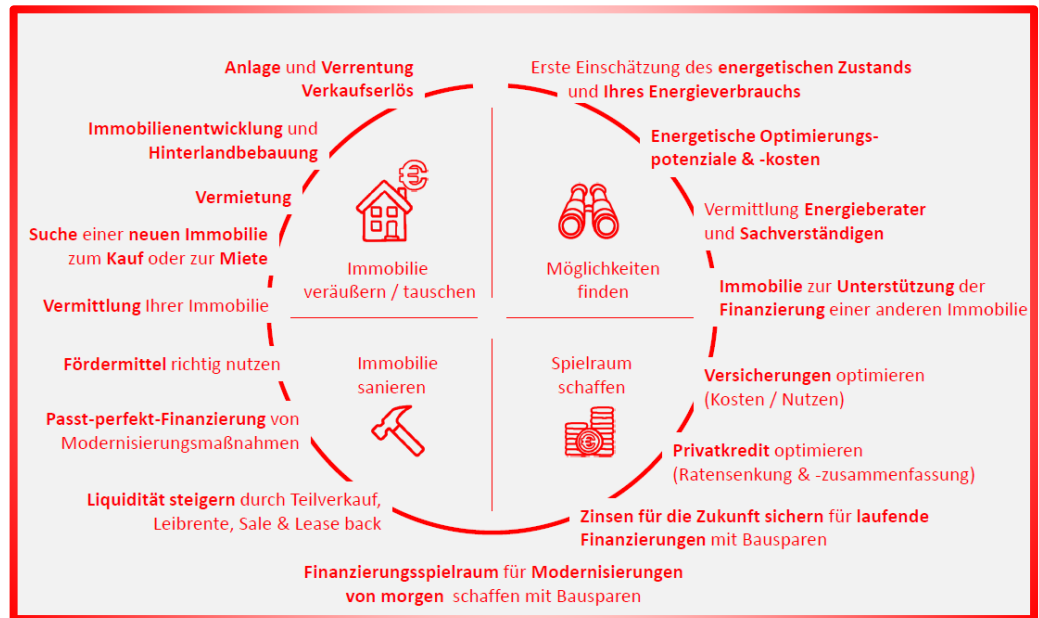 Anlage und Verrentung
Verkaufserlös
Immobilienentwicklung und
Hinterlandbebauung
Vermietung
Suche einer neuen Immobilie
zum Kauf oder zur Miete
Vermittlung Ihrer Immobilie
Fördermittel richtig nutzen
Passt-perfekt-Finanzierung von
Modernisierungsmaßnahmen
Liquidität steigern durch Teilverkauf,
Leibrente, Sale & Lease back
Finanzierungsspielraum für Modernisierungen
von morgen schaffen mit Bausparen
Erste Einschätzung des energetischen Zustands
und Ihres Energieverbrauchs
Energetische Optimierungs-
potenziale & -kosten
Vermittlung Energieberater
und Sachverständigen
Immobilie zur Unterstützung der
Finanzierung einer anderen Immobilie
Versicherungen optimieren
(Kosten / Nutzen)
Privatkredit optimieren
(Ratensenkung & -zusammenfassung)
Zinsen für die Zukunft sichern für laufende
Finanzierungen mit Bausparen
€
Immobilie
veräußern / tauschen
Möglichkeiten
finden
Immobilie
sanieren
Spielraum
schaffen
€